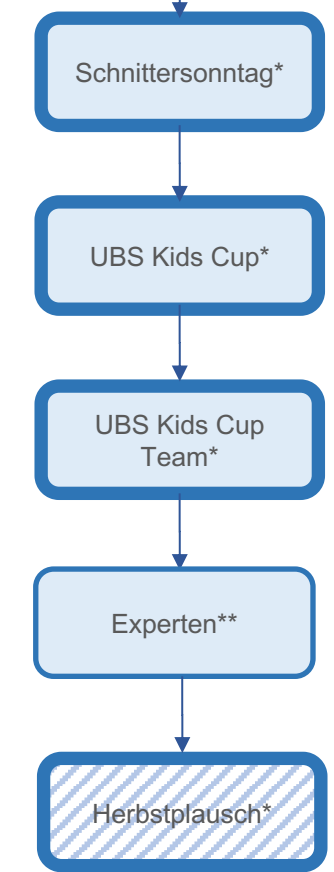 Schnittersonntag*
UBS Kids Cup*
UBS Kids Cup
Team*
Experten**
Herbstplausch*